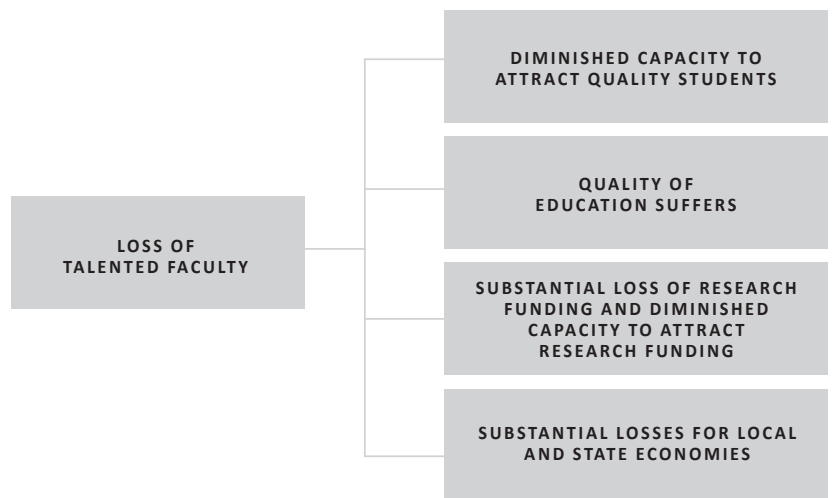 LOSS OF
TALENTED FACULTY
DIMINISHED CAPACITY TO
ATTRACT QUALITY STUDENTS
QUALITY OF
EDUCATION SUFFERS
SUBSTANTIAL LOSS OF RESEARCH
FUNDING AND DIMINISHED
CAPACITY TO ATTRACT
RESEARCH FUNDING
SUBSTANTIAL LOSSES FOR LOCAL
AND STATE ECONOMIES